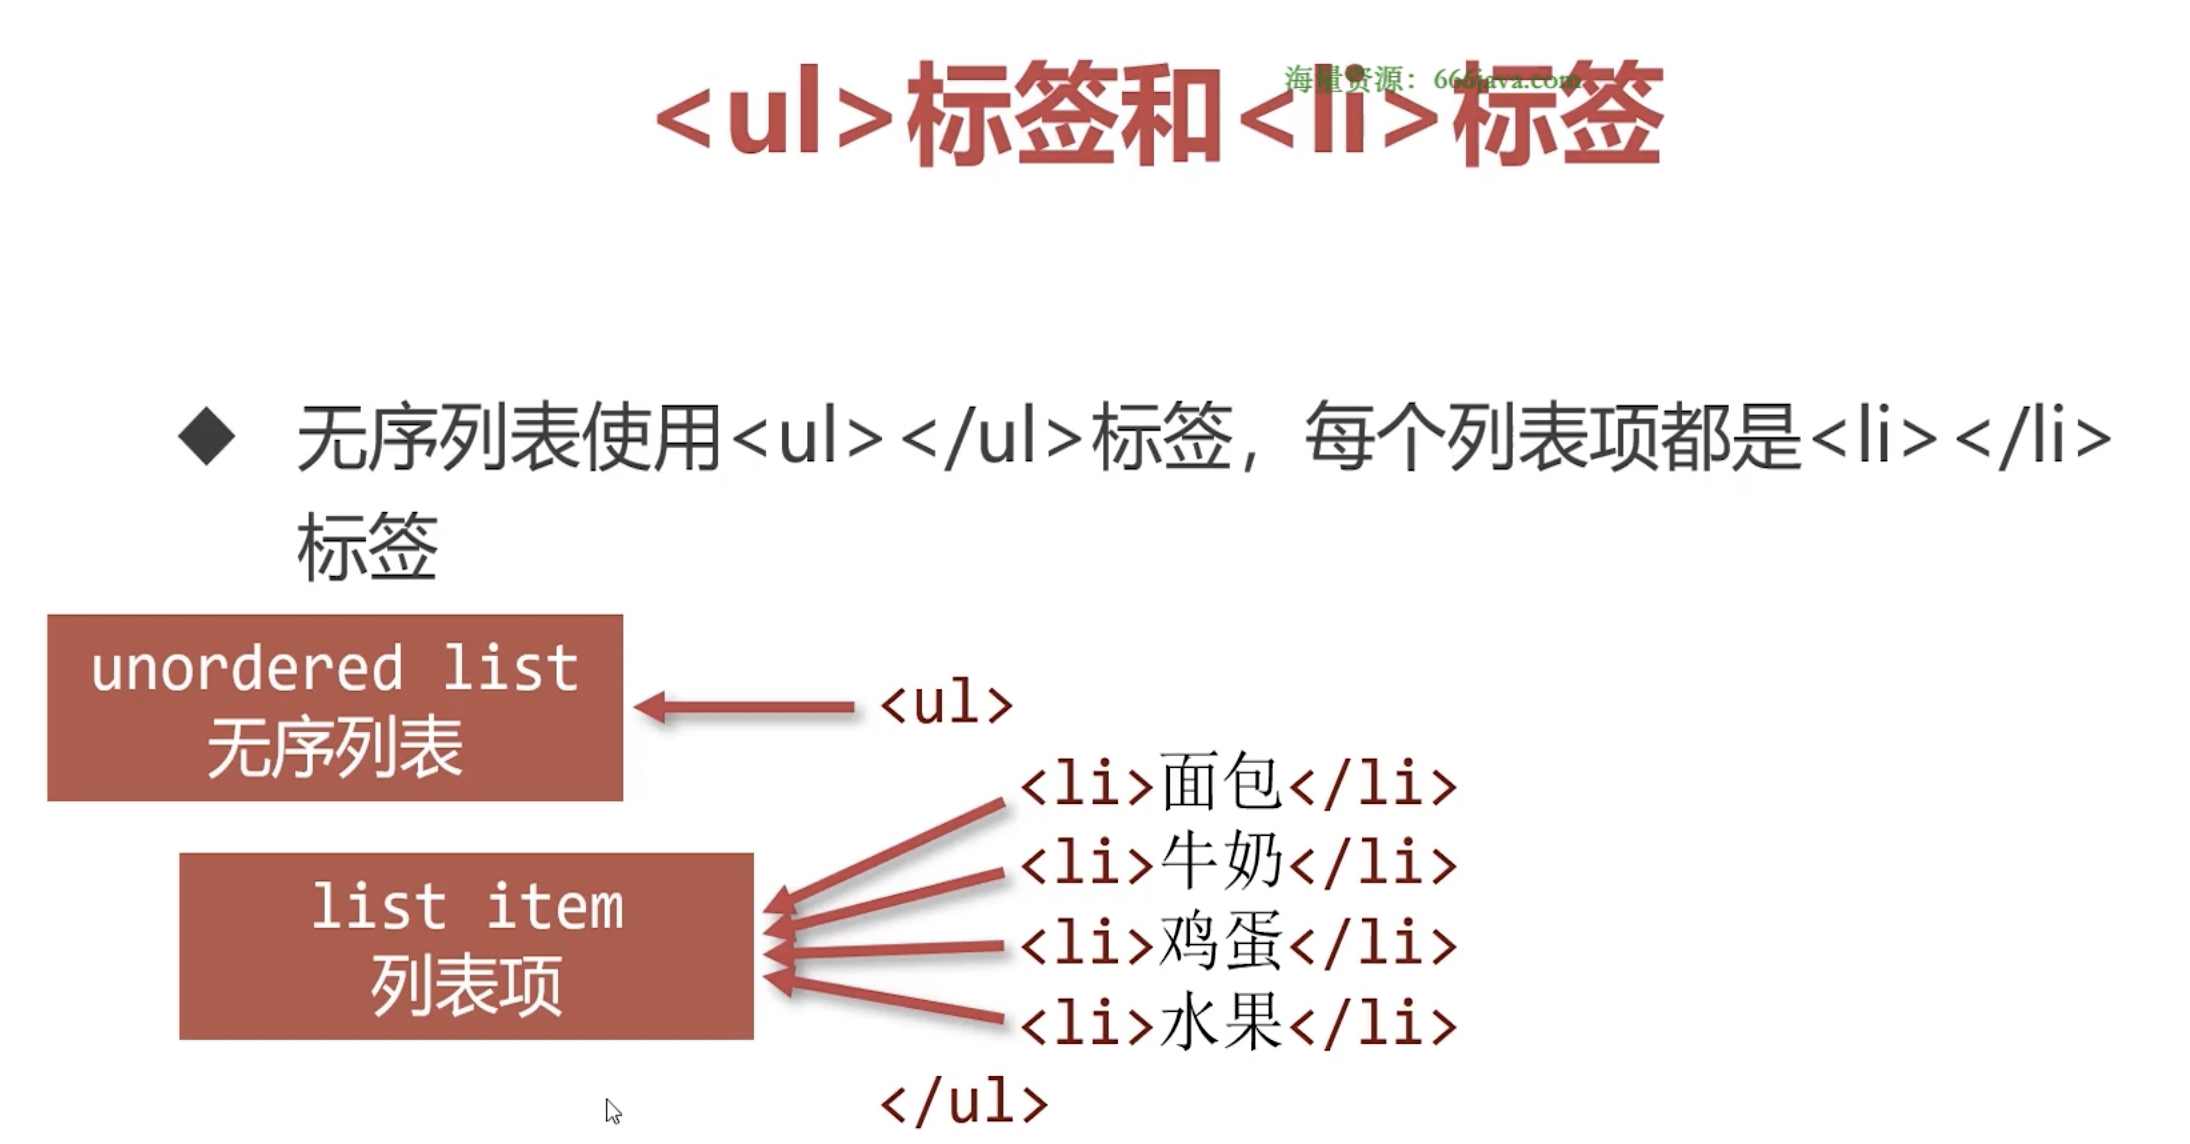 <ul>标签和<li>标签
海量资源：666java.com
◆ 无序列表使用<ul></ul>标签，每个列表项都是<li></li>
标签
unordered list
无序列表
<ul>
<li>面包</li>
<li>牛奶</li>
<li>鸡蛋</li>
<li>水果</li>
</ul>
list item
列表项